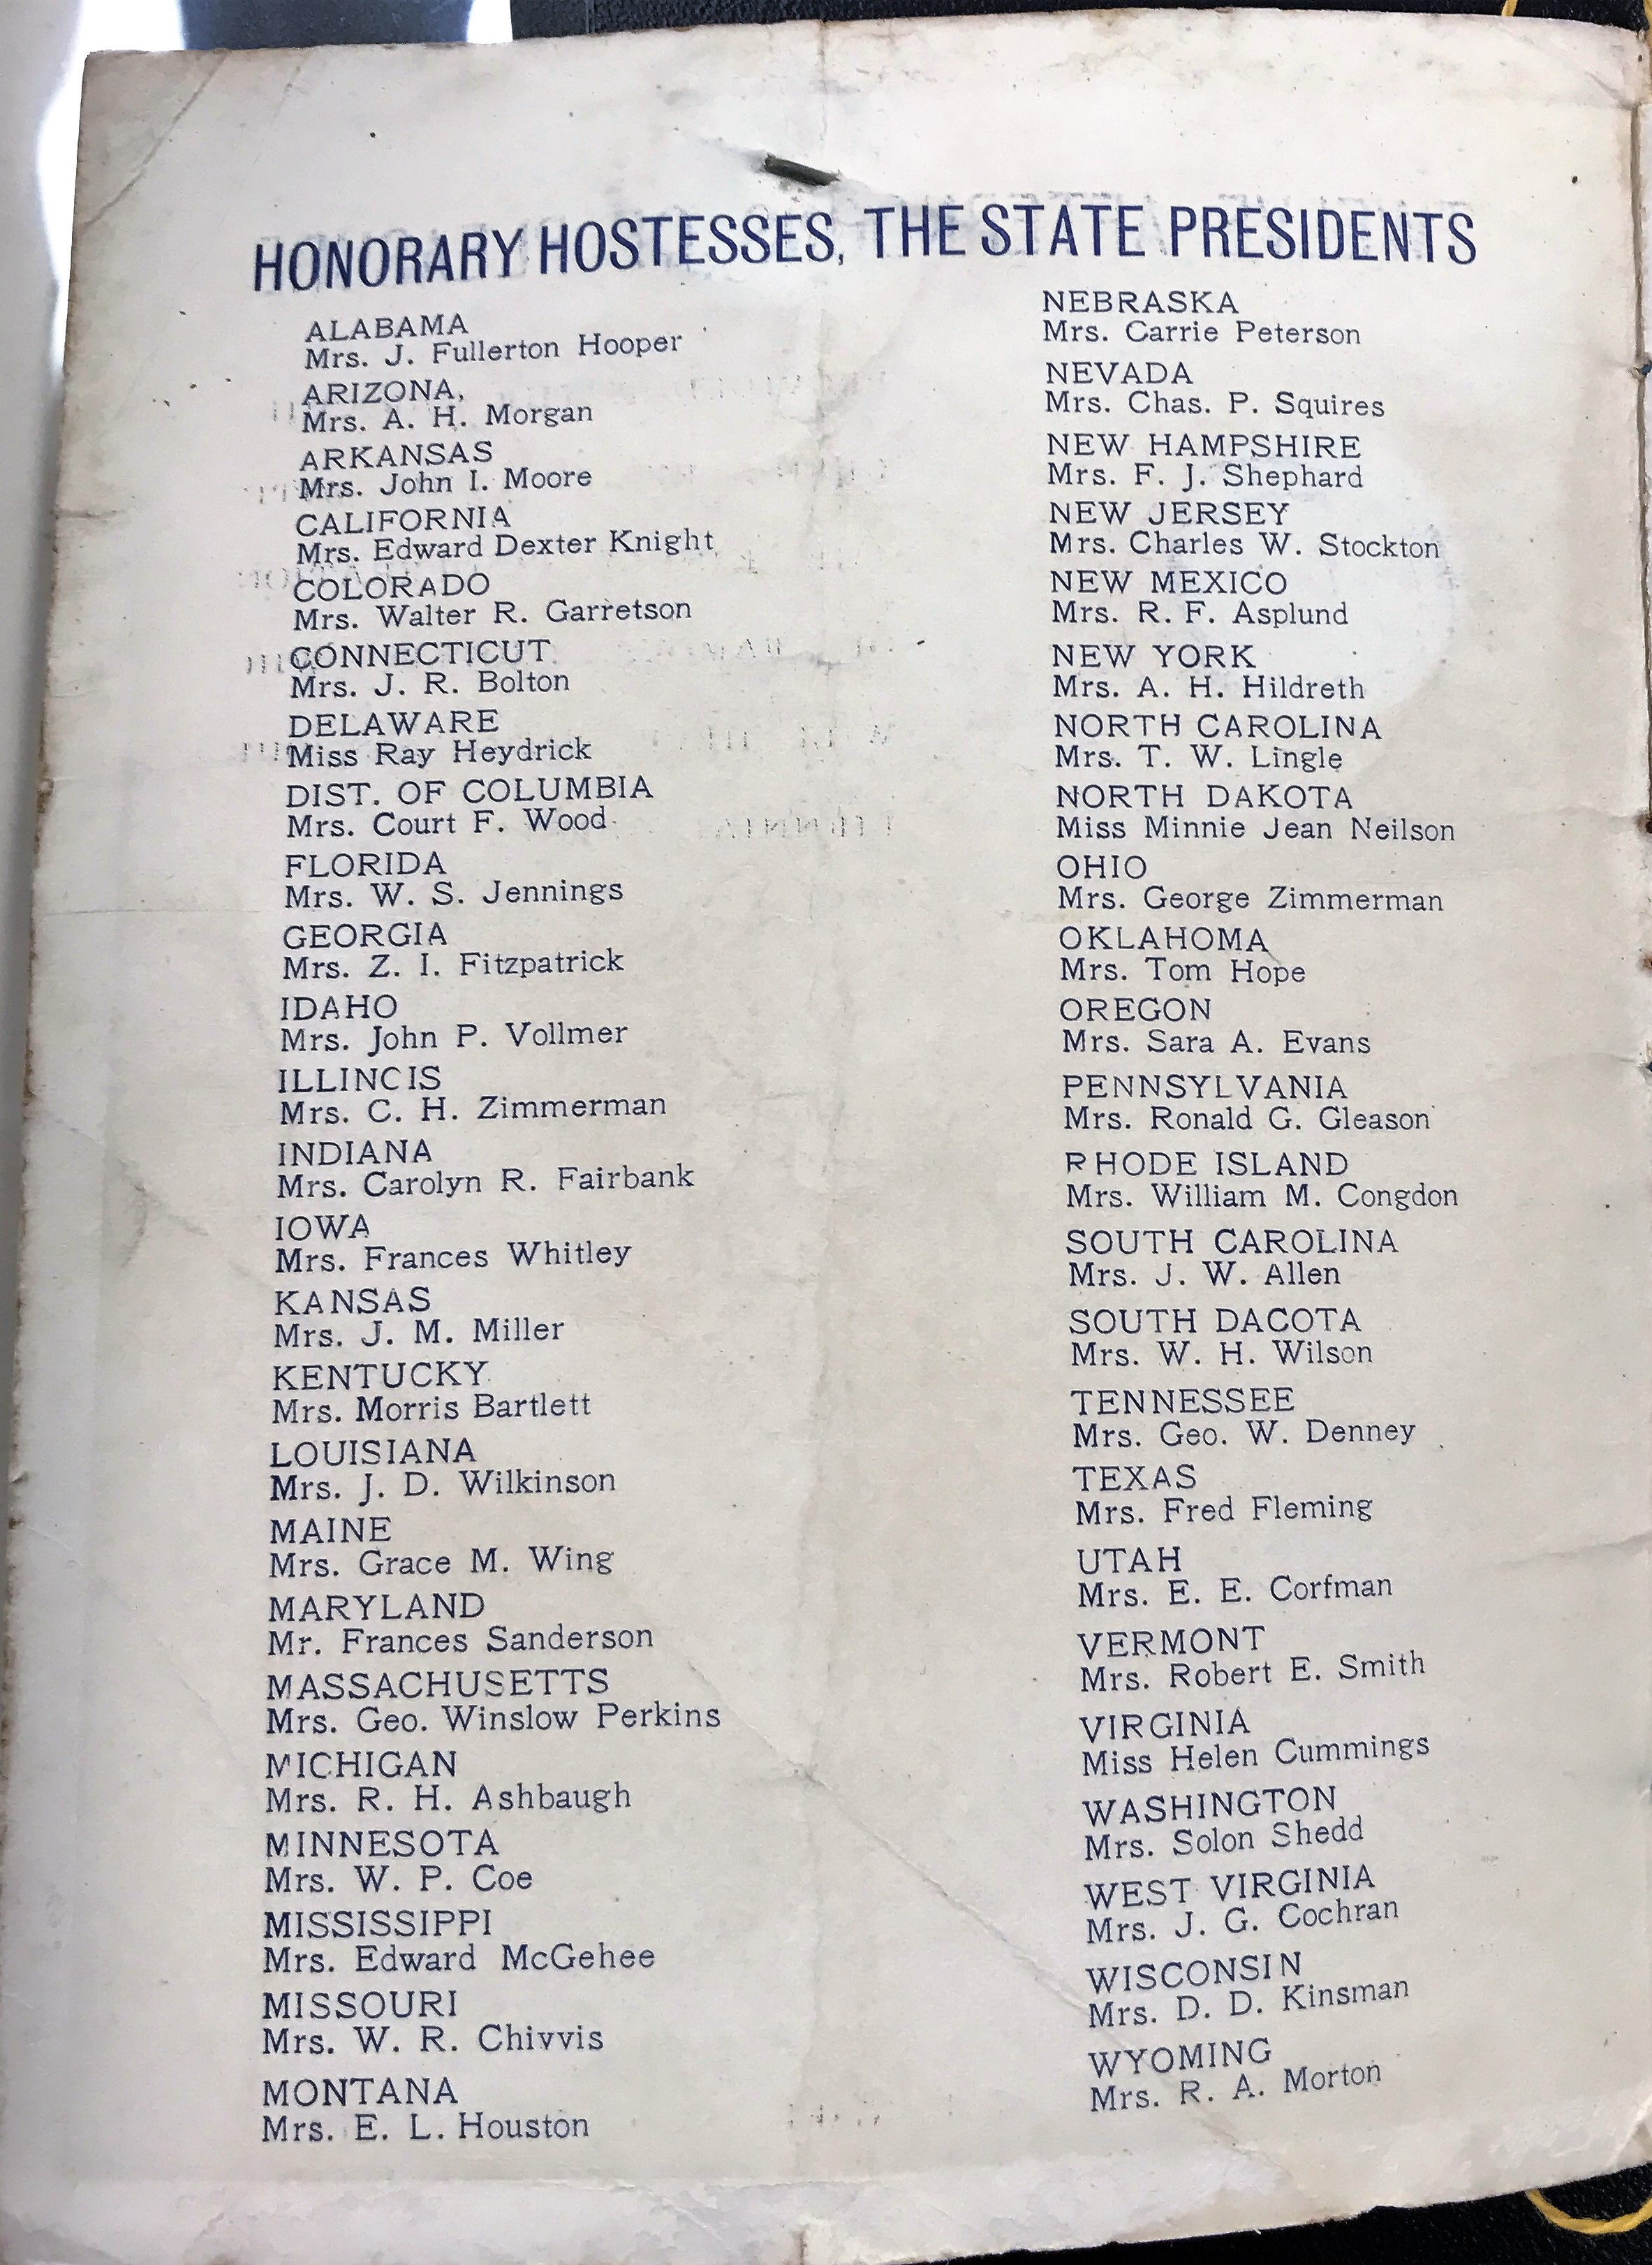 HONORARY HOSTESSES, THE STATE PRESIDENTS
ALABAMA
Mrs. J. Fullerton Hooper
ARIZONA,
Mrs. A. H. Morgan
ARKANSAS
Mrs. John I. Moore
CALIFORNIA
Mrs. Edward Dexter Knight
COLORADO
Mrs. Walter R. Garretson
CONNECTICUT
Mrs. J. R. Bolton
DELAWARE
Miss Ray Heydrick
DIST. OF COLUMBIA
Mrs. Court F. Wood
FLORIDA
Mrs. W. S. Jennings
GEORGIA
Mrs. Z. I. Fitzpatrick
IDAHO
Mrs. John P. Vollmer
ILLINCIS
Mrs. C. H. Zimmerman
INDIANA
Mrs. Carolyn R. Fairbank
IOWA
Mrs. Frances Whitley
KANSAS
Mrs. J. M. Miller
KENTUCKY
Mrs. Morris Bartlett
LOUISIANA
Mrs. J. D. Wilkinson
MAINE
Mrs. Grace M. Wing
MARYLAND
Mr. Frances Sanderson
MASSACHUSETTS
Mrs. Geo. Winslow Perkins
MICHIGAN
Mrs. R. H. Ashbaugh
MINNESOTA
Mrs. W. P. Coe
MISSISSIPPI
Mrs. Edward McGehee
MISSOURI
Mrs. W. R. Chivvis
MONTANA
Mrs. E. L. Houston
NEBRASKA
Mrs. Carrie Peterson
NEVADA
Mrs. Chas. P. Squires
NEW HAMPSHIRE
Mrs. F. J. Shephard
NEW JERSEY
Mrs. Charles W. Stockton
NEW MEXICO
Mrs. R. F. Asplund
NEW YORK
Mrs. A. H. Hildreth
NORTH CAROLINA
Mrs. T. W. Lingle
NORTH DAKOTA
Miss Minnie Jean Neilson
OHIO
Mrs. George Zimmerman
OKLAHOMA
Mrs. Tom Hope
OREGON
Mrs. Sara A. Evans
PENNSYLVANIA
Mrs. Ronald G. Gleason
RHODE ISLAND
Mrs. William M. Congdon
SOUTH CAROLINA
Mrs. J. W. Allen
SOUTH DACOTA
Mrs. W. H. Wilson
TENNESSEE
Mrs. Geo. W. Denney
TEXAS
Mrs. Fred Fleming
UTAH
Mrs. E. E. Corfman
VERMONT
Mrs. Robert E. Smith
VIRGINIA
Miss Helen Cummings
WASHINGTON
Mrs. Solon Shedd
WEST VIRGINIA
Mrs. J. G. Cochran
WISCONSIN
Mrs. D. D. Kinsman
WYOMING
Mrs. R. A. Morton